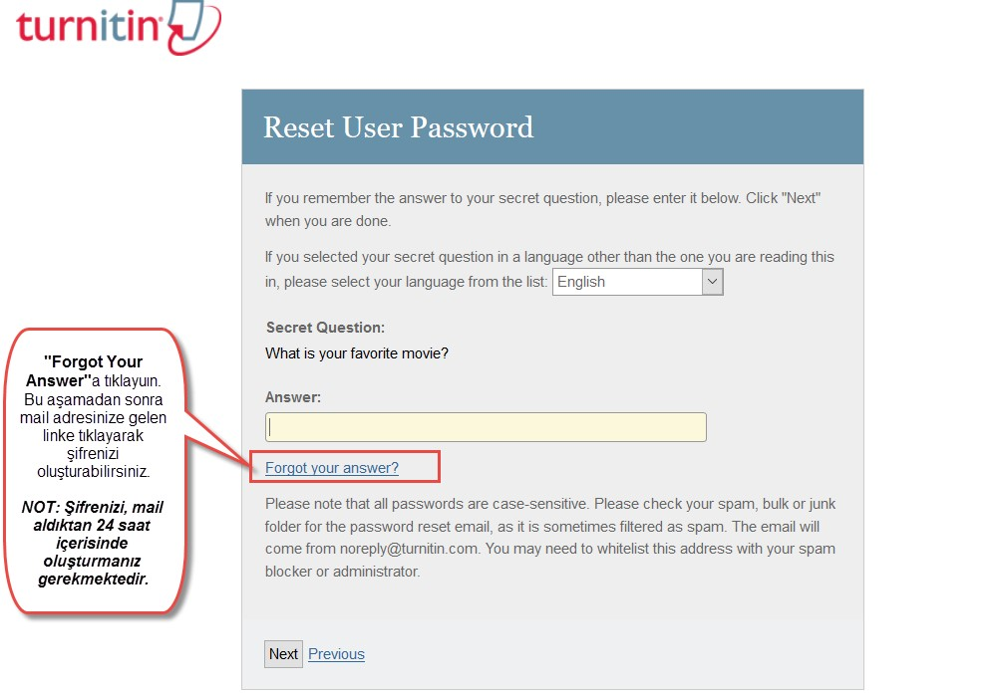 turnitin
Reset User Password
If you remember the answer to your secret question, please enter it below. Click "Next"
when you are done.
If you selected your secret question in a language other than the one you are reading this
in, please select your language from the list: English
Secret Question:
What is your favorite movie?
Answer:
Forgot your answer?
Please note that all passwords are case-sensitive. Please check your spam, bulk or junk
folder for the password reset email, as it is sometimes filtered as spam. The email will
come from noreply@turnitin.com. You may need to whitelist this address with your spam
blocker or administrator.
Next Previous
"Forgot Your
Answer"a tıklayuın.
Bu aşamadan sonra
mail adresinize gelen
linke tıklayarak
şifrenizi
oluşturabilirsiniz.
NOT: Şifrenizi, mail
aldıktan 24 saat
içerisinde
oluşturmanız
gerekmektedir.